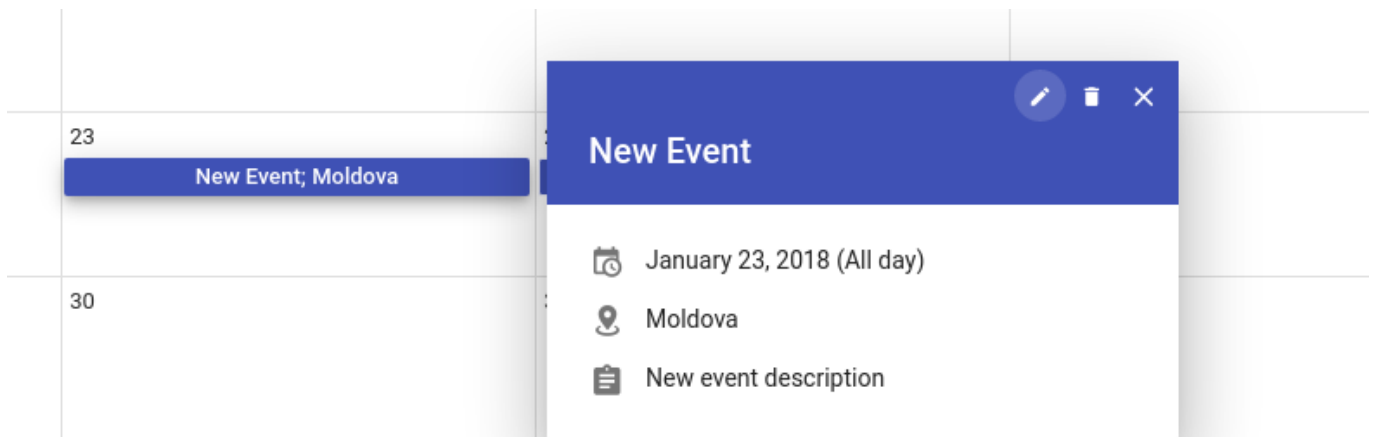 23
New Event; Moldova
30
New Event
January 23, 2018 (All day)
Moldova
New event description